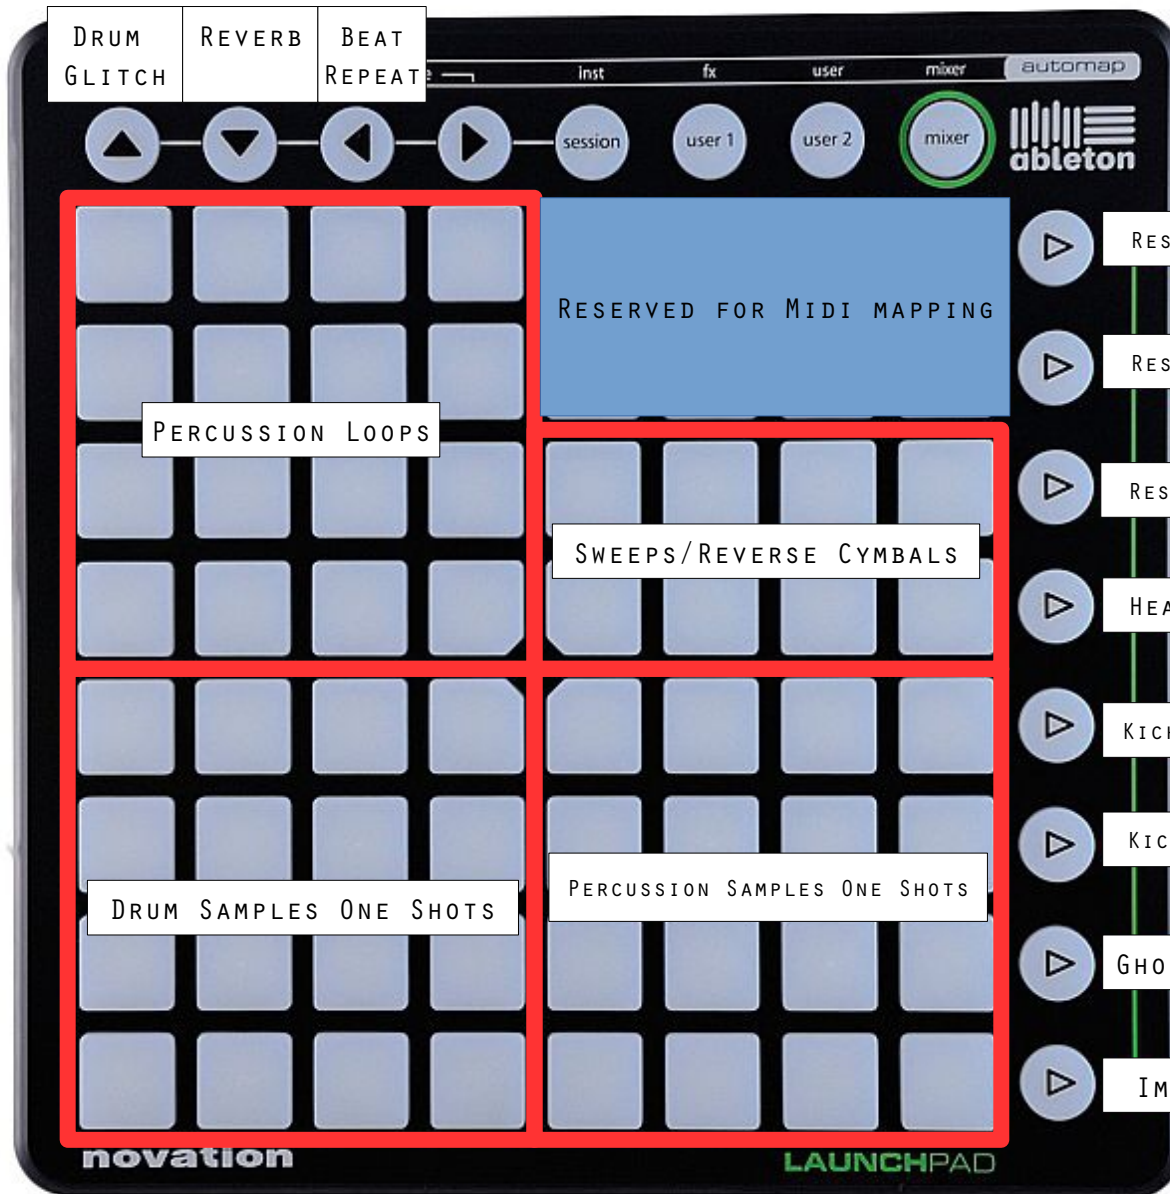 Drum
Glitch
Reverb
Beat
Repeat
inst
fx
user
mixer
automap
session
user 1
user 2
mixer
ableton
Reserved for Midi mapping
Percussion Loops
Sweeps/Reverse Cymbals
Percussion Samples One Shots
Drum Samples One Shots
novation
LAUNCHPAD